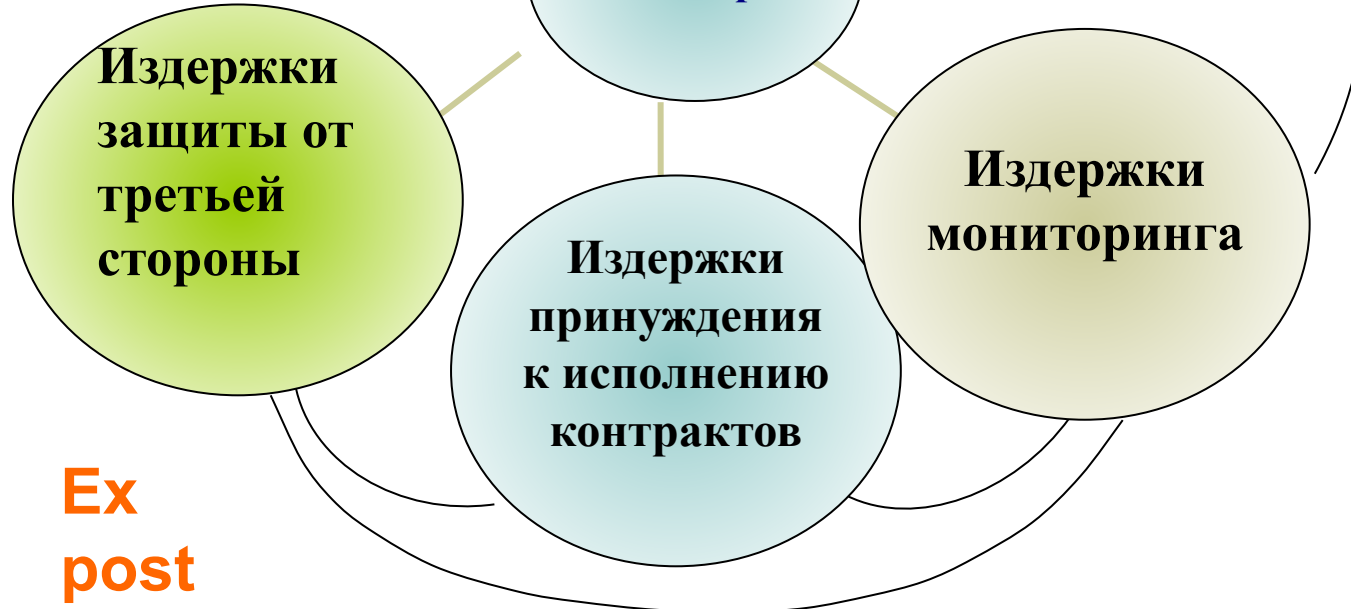 Издержки
защиты от
третьей
стороны
Издержки
принуждения
к исполнению
контрактов
Издержки
мониторинга
Ex
post